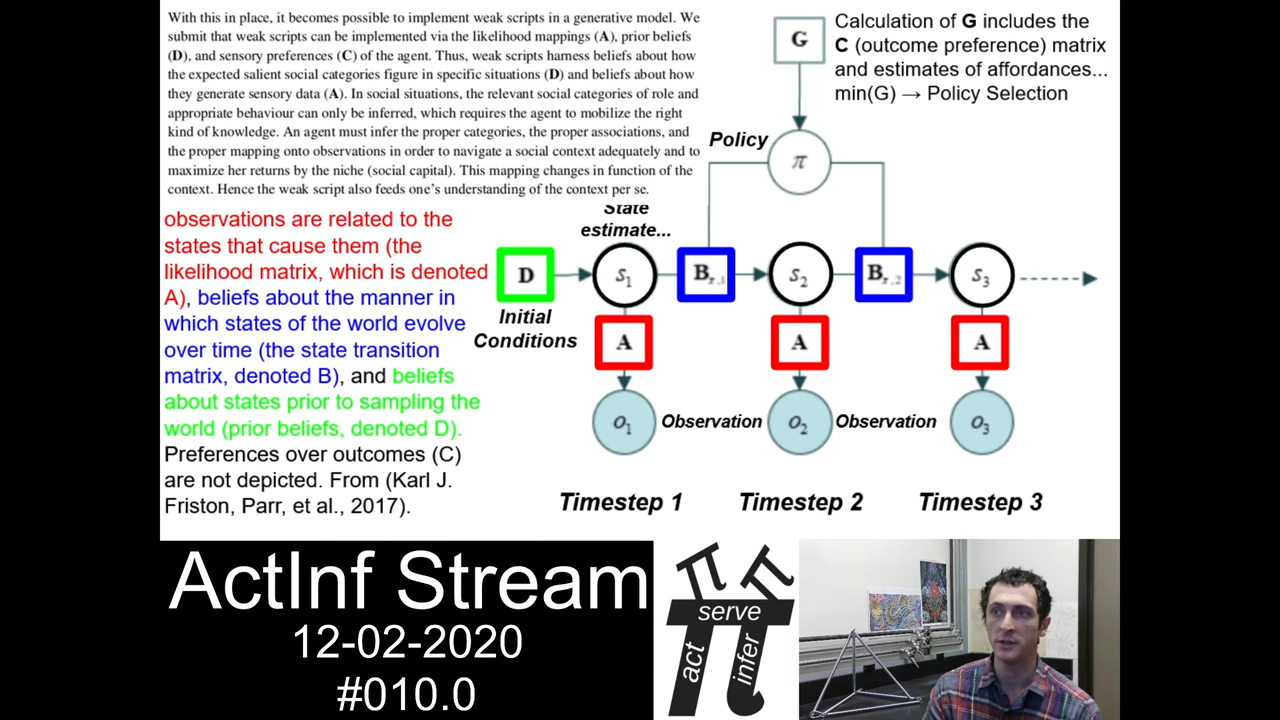 With this in place, it becomes possible to implement weak scripts in a generative model. We
submit that weak scripts can be implemented via the likelihood mappings (A), prior beliefs
(D), and sensory preferences (C) of the agent. Thus, weak scripts harness beliefs about how
the expected salient social categories figure in specific situations (D) and beliefs about how
they generate sensory data (A). In social situations, the relevant social categories of role and
appropriate behaviour can only be inferred, which requires the agent to mobilize the right
kind of knowledge. An agent must infer the proper categories, the proper associations, and
the proper mapping onto observations in order to navigate a social context adequately and to
maximize her returns by the niche (social capital). This mapping changes in function of the
context. Hence the weak script also feeds one's understanding of the context per se.
G
Calculation of G includes the
C (outcome preference) matrix
and estimates of affordances...
min(G) → Policy Selection
Policy
π
observations are related to the
states that cause them (the
likelihood matrix, which is denoted
A), beliefs about the manner in
which states of the world evolve
over time (the state transition
matrix, denoted B), and beliefs
about states prior to sampling the
world (prior beliefs, denoted D).
Preferences over outcomes (C)
are not depicted. From (Karl J.
Friston, Parr, et al., 2017).
State
estimate...
D
s1
Bπ,1
s2
Bπ,2
s3
Initial
Conditions
A
A
A
o1
Observation
o2
Observation
o3
Timestep 1
Timestep 2
Timestep 3
ActInf Stream
12-02-2020
#010.0
π π
serve
act
infer